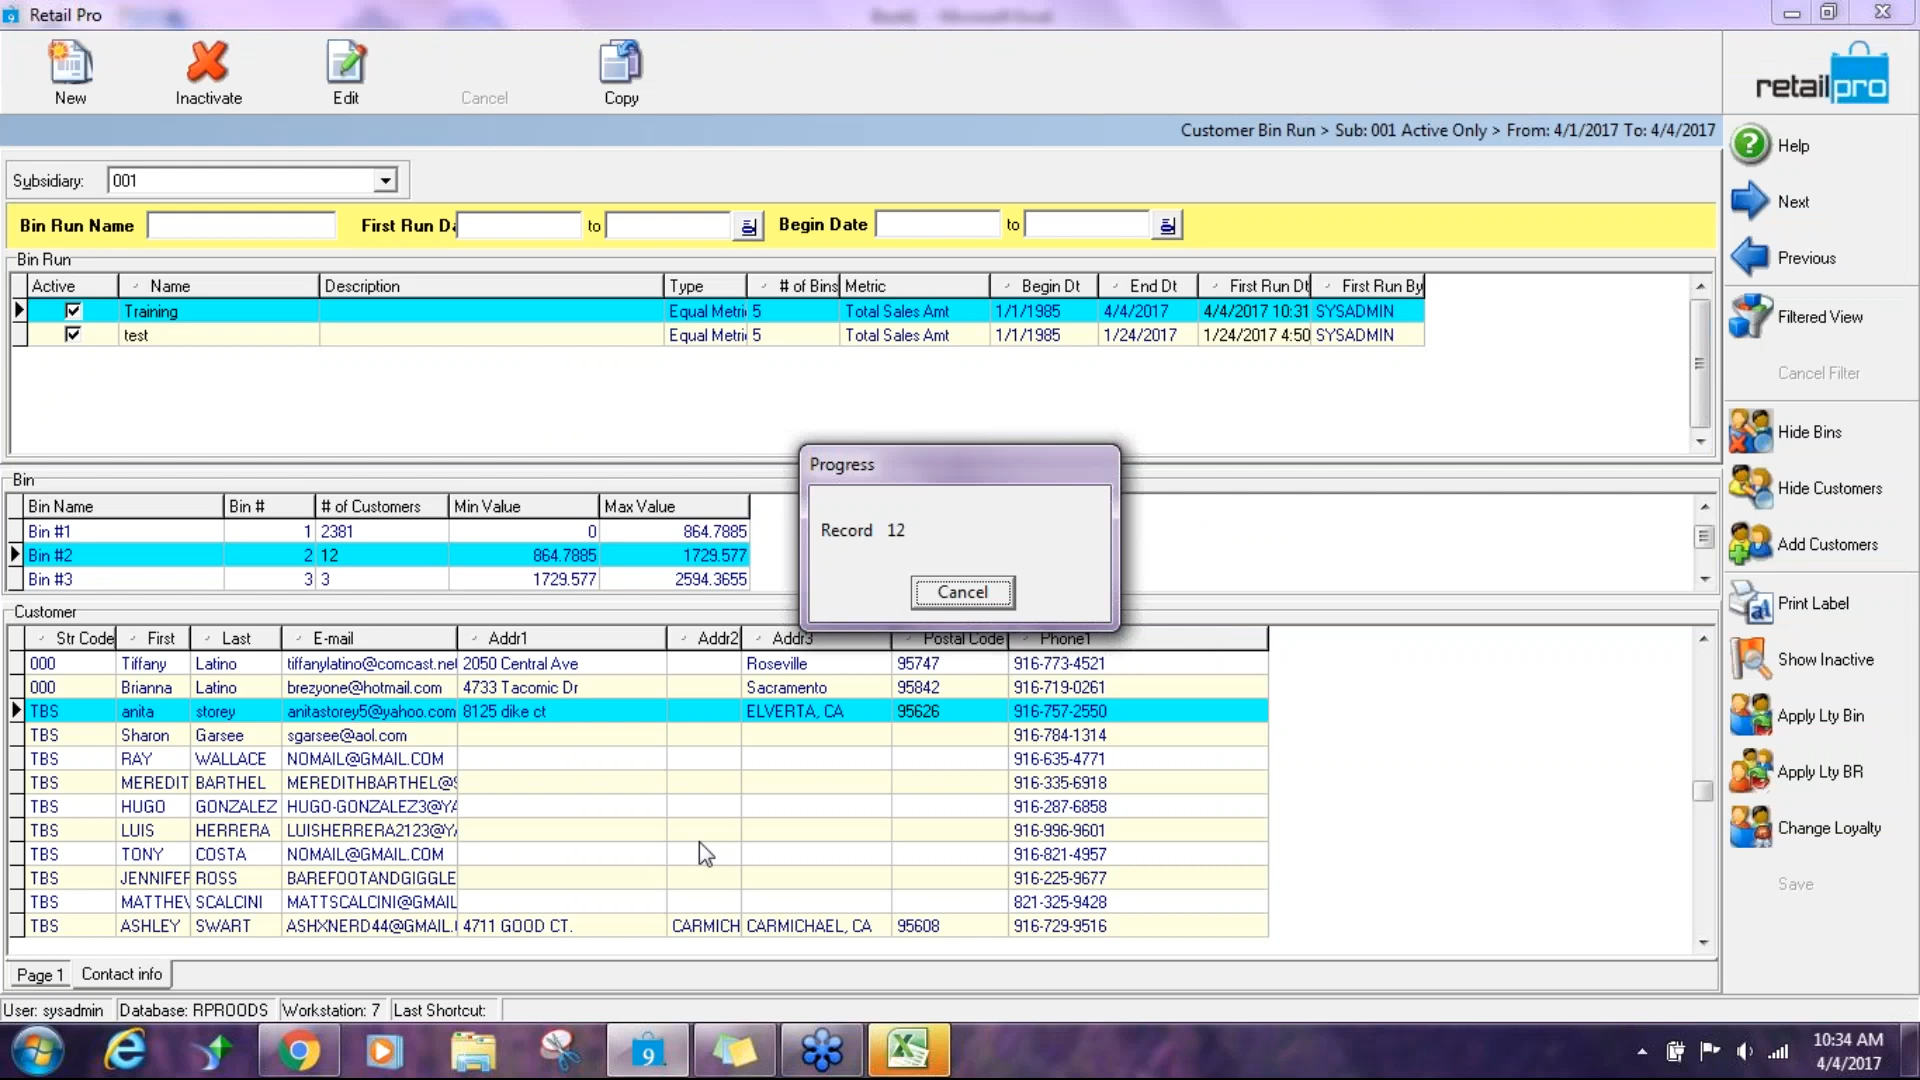 Retail Pro
New
Inactivate
Edit
Cancel
Copy
retailpro
Customer Bin Run > Sub: 001 Active Only > From: 4/1/2017 To: 4/4/2017
Subsidiary: 001
Bin Run Name First Run Da to Begin Date to
Bin Run
Active Name Description Type # of Bins Metric Begin Dt End Dt First Run Dt First Run By
Training Equal Metric 5 Total Sales Amt 1/1/1985 4/4/2017 4/4/2017 10:31 SYSADMIN
test Equal Metric 5 Total Sales Amt 1/1/1985 1/24/2017 1/24/2017 4:50 SYSADMIN
Bin
Bin Name Bin # # of Customers Min Value Max Value
Bin #1 1 2381 0 864.7885
Bin #2 2 12 864.7885 1729.577
Bin #3 3 3 1729.577 2594.3655
Progress
Record 12
Cancel
Customer
Str Code First Last E-mail Addr1 Addr2 Addr3 Postal Code Phone1
000 Tiffany Latino tiffanylatino@comcast.net 2050 Central Ave Roseville 95747 916-773-4521
000 Brianna Latino brezyone@hotmail.com 4733 Tacomic Dr Sacramento 95842 916-719-0261
TBS anita storey anitastorey5@yahoo.com 8125 dike ct ELVERTA, CA 95626 916-757-2550
TBS Sharon Garsee sgarsee@aol.com 916-784-1314
TBS RAY WALLACE NOMAIL@GMAIL.COM 916-635-4771
TBS MEREDIT BARTHEL MEREDITHBARTHEL@S 916-335-6918
TBS HUGO GONZALEZ HUGO-GONZALEZ3@YA 916-287-6858
TBS LUIS HERRERA LUISHERRERA2123@YA 916-996-9601
TBS TONY COSTA NOMAIL@GMAIL.COM 916-821-4957
TBS JENNIFER ROSS BAREFOOTANDGIGGLE 916-225-9677
TBS MATTHEW SCALCINI MATTSCALCINI@GMAIL 821-325-9428
TBS ASHLEY SWART ASHXNERD44@GMAIL. 4711 GOOD CT. CARMICH CARMICHAEL, CA 95608 916-729-9516
Page 1 Contact info
Help
Next
Previous
Filtered View
Cancel Filter
Hide Bins
Hide Customers
Add Customers
Print Label
Show Inactive
Apply Lty Bin
Apply Lty BR
Change Loyalty
Save
User: sysadmin Database: RPROODS Workstation: 7 Last Shortcut:
9
10:34 AM
4/4/2017